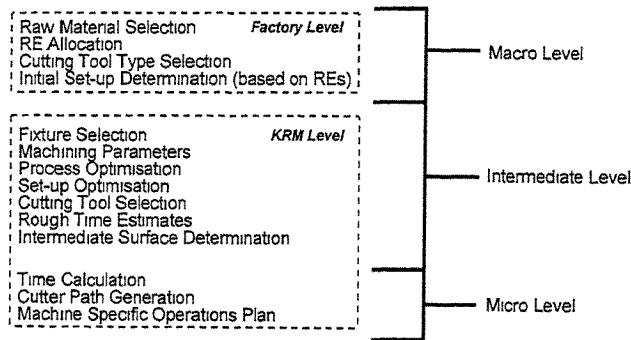 Raw Material Selection Factory Level
RE Allocation
Cutting Tool Type Selection
Initial Set-up Determination (based on REs)
Macro Level
Fixture Selection KRM Level
Machining Parameters
Process Optimisation
Set-up Optimisation
Cutting Tool Selection
Rough Time Estimates
Intermediate Surface Determination
Intermediate Level
Time Calculation
Cutter Path Generation
Machine Specific Operations Plan
Micro Level